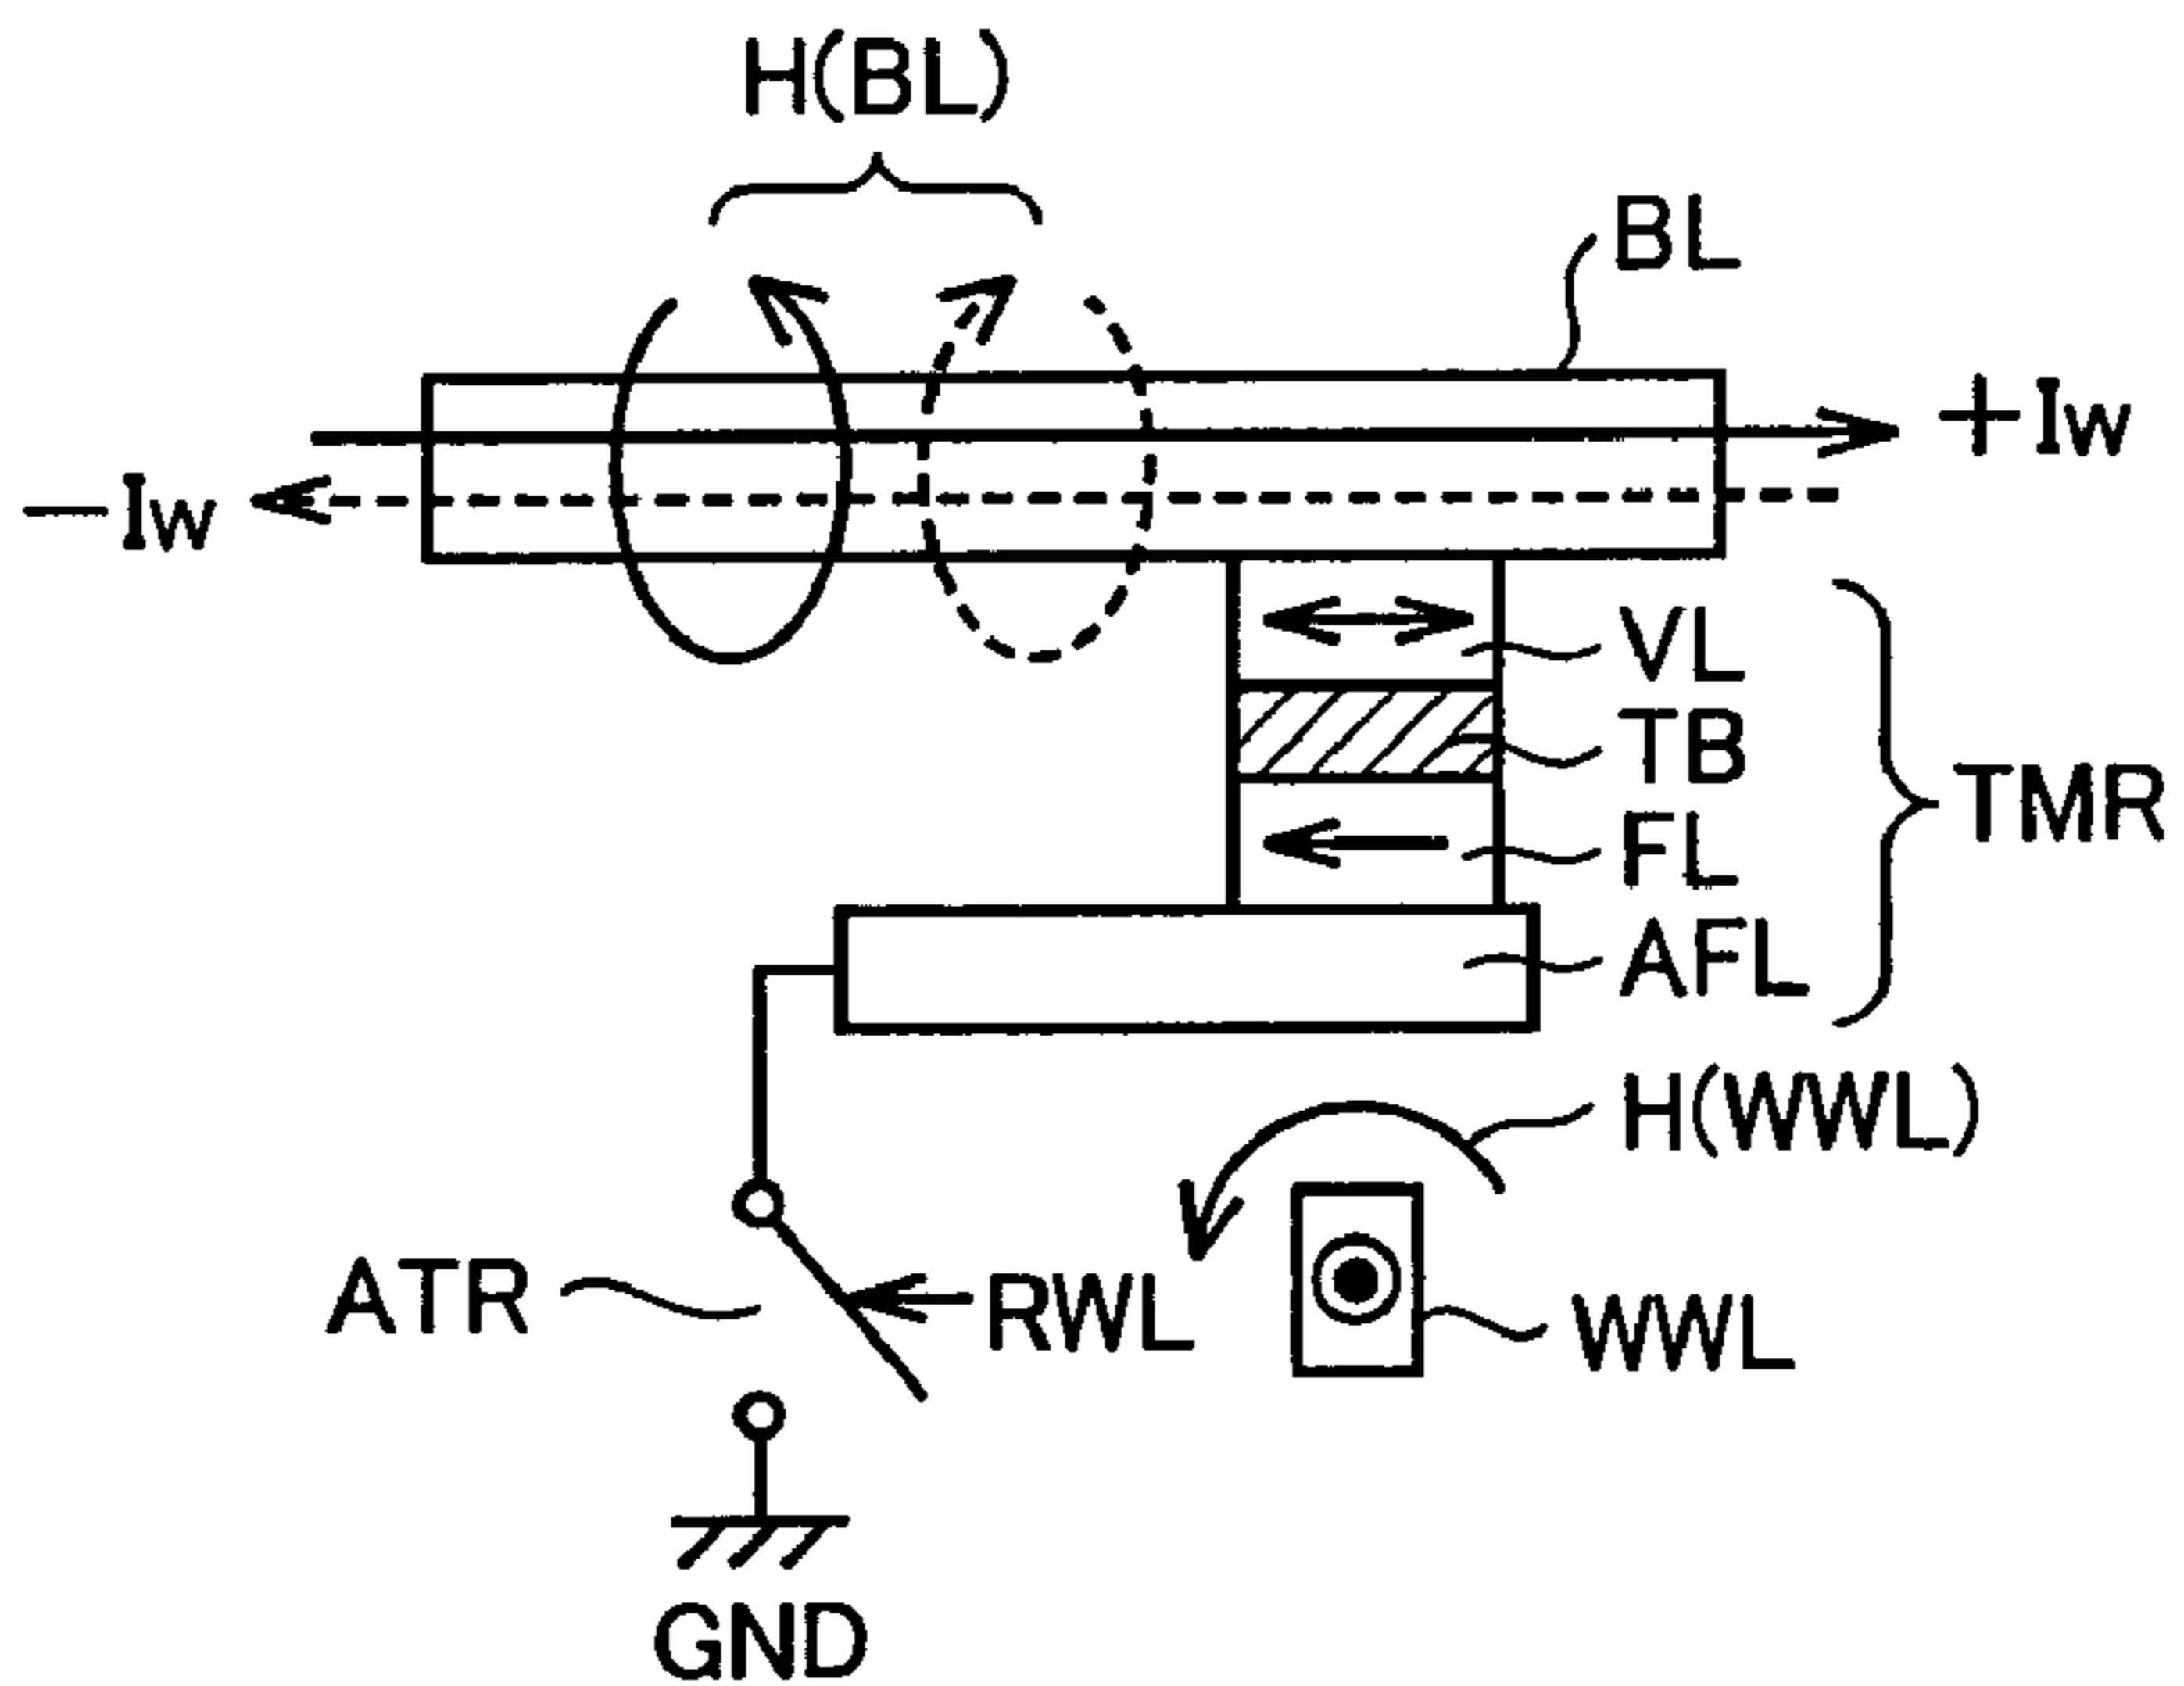 H(BL)
BL
+Iw
−Iw
VL
TB
FL
TMR
AFL
H(WWL)
ATR
RWL
WWL
GND